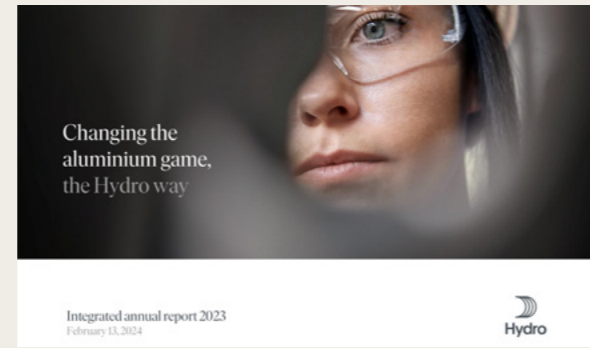 Changing the
aluminium game,
the Hydro way
Integrated annual report 2023
February 13, 2024
Hydro